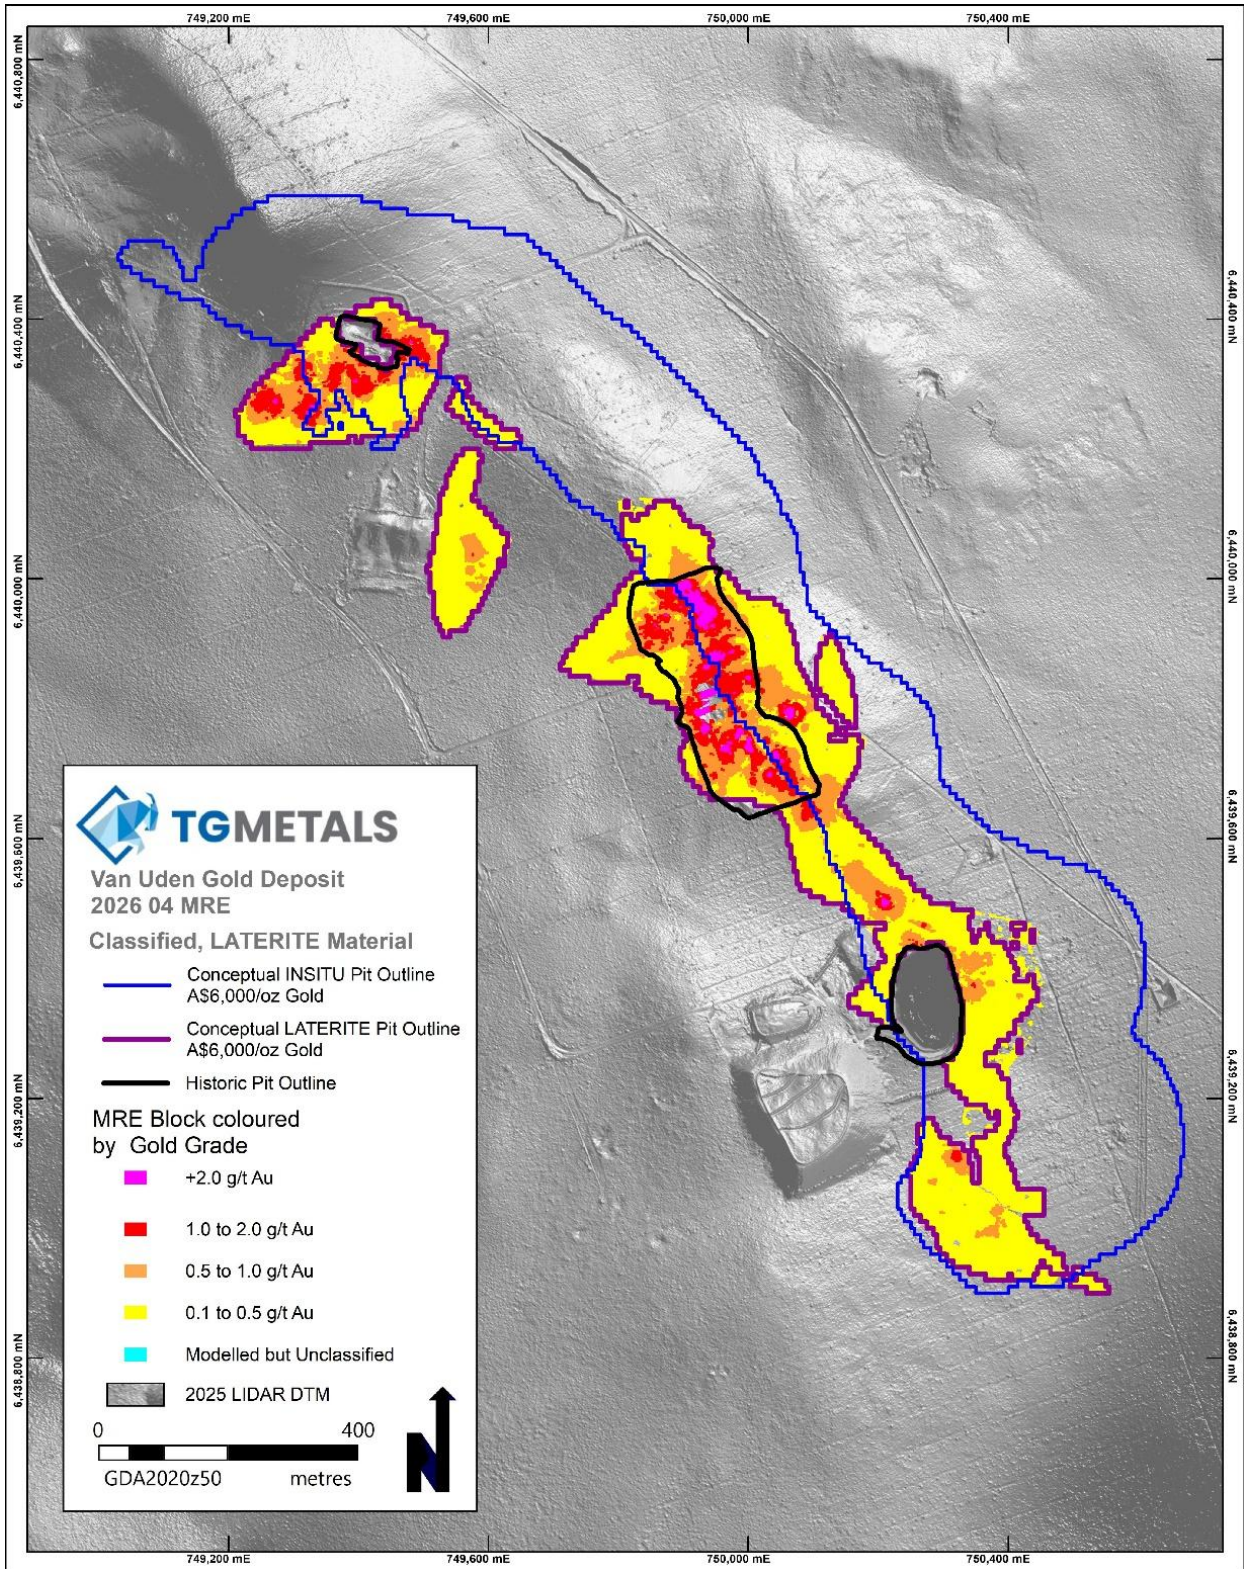 749,200 mE
749,600 mE
750,000 mE
750,400 mE
6,440,800 mN
6,440,400 mN
6,440,400 mN
6,440,000 mN
6,440,000 mN
6,439,600 mN
6,439,600 mN
6,439,200 mN
6,439,200 mN
6,438,800 mN
6,438,800 mN
TGMETALS
Van Uden Gold Deposit
2026 04 MRE
Classified, LATERITE Material
Conceptual INSITU Pit Outline
A$6,000/oz Gold
Conceptual LATERITE Pit Outline
A$6,000/oz Gold
Historic Pit Outline
MRE Block coloured
by Gold Grade
+2.0 g/t Au
1.0 to 2.0 g/t Au
0.5 to 1.0 g/t Au
0.1 to 0.5 g/t Au
Modelled but Unclassified
2025 LIDAR DTM
0 400
GDA2020z50 metres
N
749,200 mE
749,600 mE
750,000 mE
750,400 mE